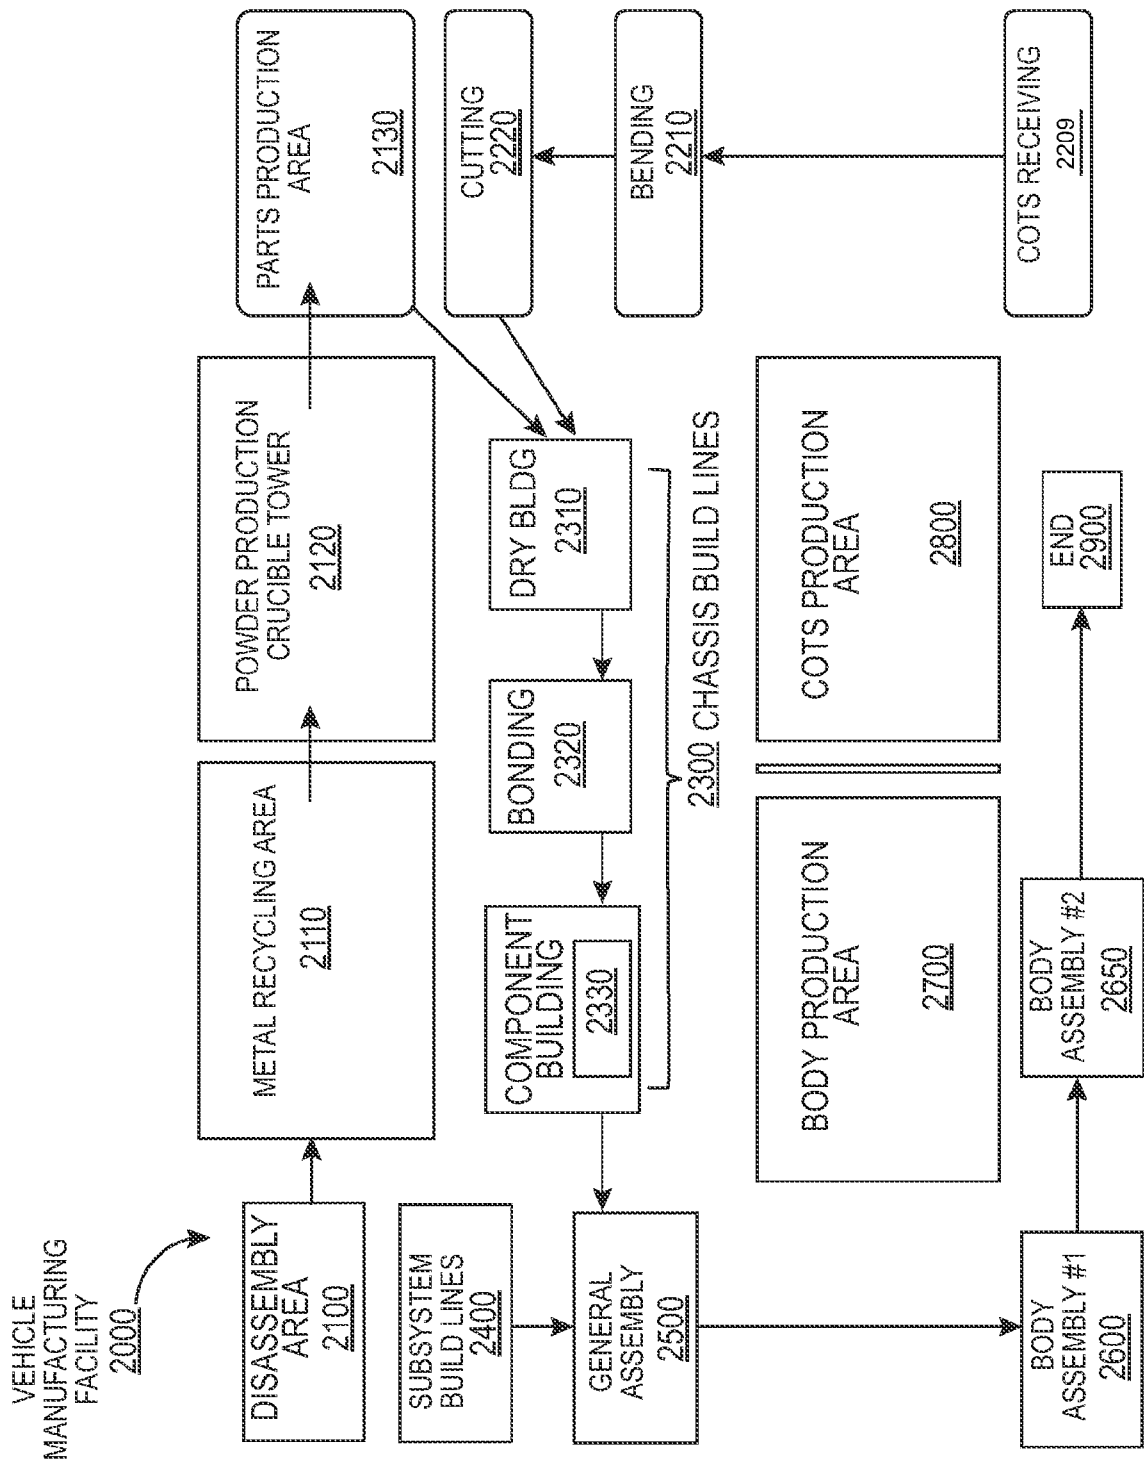 VEHICLE
MANUFACTURING
FACILITY
2000
DISASSEMBLY
AREA
2100
METAL RECYCLING AREA
2110
POWDER PRODUCTION
CRUCIBLE TOWER
2120
PARTS PRODUCTION
AREA
2130
SUBSYSTEM
BUILD LINES
2400
GENERAL
ASSEMBLY
2500
COMPONENT
BUILDING
2330
BONDING
2320
DRY BLDG
2310
CUTTING
2220
BENDING
2210
2300 CHASSIS BUILD LINES
BODY PRODUCTION
AREA
2700
COTS PRODUCTION
AREA
2800
COTS RECEIVING
2209
BODY
ASSEMBLY #1
2600
BODY
ASSEMBLY #2
2650
END
2900